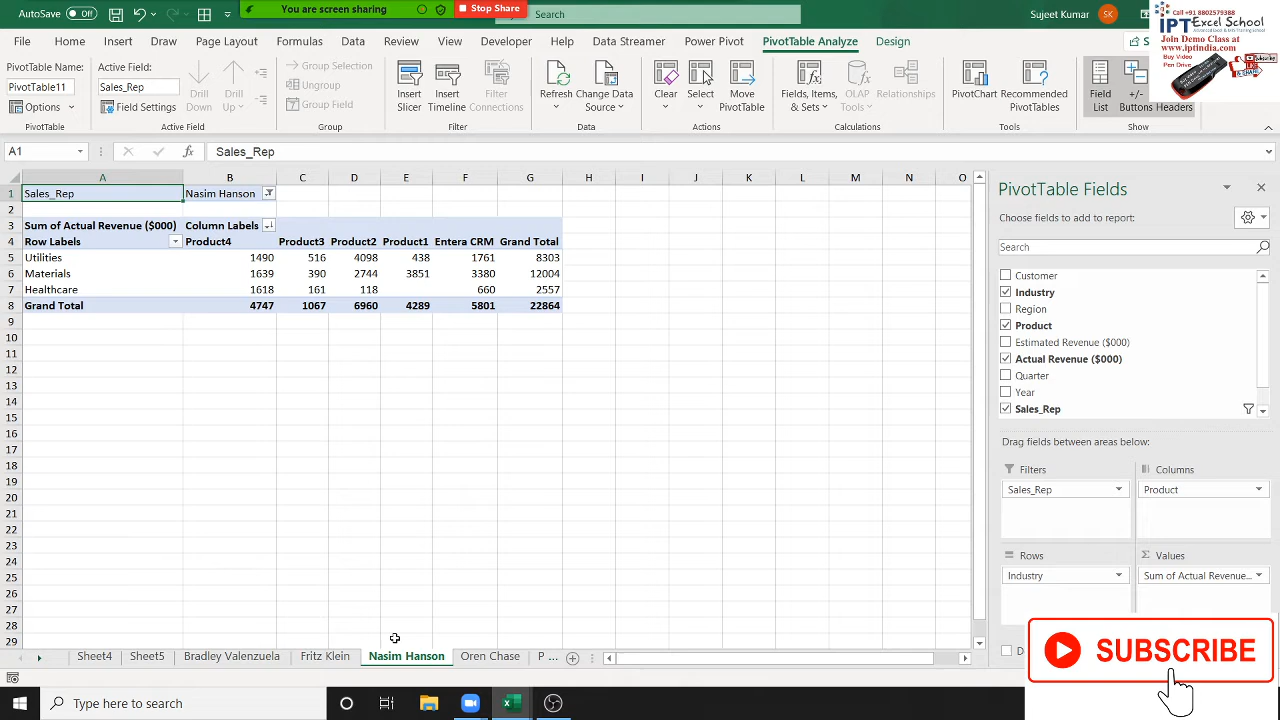 AutoSave Off
You are screen sharing
Stop Share
Search
Sujeet Kumar
SK
Call +91 8802579388
IPT Excel School
Join Demo Class at
www.iptindia.com
Buy Video
Pen Drive
File Home Insert Draw Page Layout Formulas Data Review View Developer Help Data Streamer Power Pivot PivotTable Analyze Design
PivotTable Name: Active Field:
PivotTable11 Sales_Rep
Options Field Settings
Drill Down
Drill Up
Group Selection
Ungroup
Group Field
Insert Slicer
Insert Timeline
Filter Connections
Refresh
Change Data Source
Clear
Select
Move PivotTable
Fields, Items, & Sets
OLAP Tools
Relationships
PivotChart
Recommended PivotTables
Field List
+/- Buttons
Field Headers
PivotTable Active Field Group Filter Data Actions Calculations Tools Show
A1 fx Sales_Rep
A B C D E F G H I J K L M N O
1 Sales_Rep Nasim Hanson
2
3 Sum of Actual Revenue ($000) Column Labels
4 Row Labels Product4 Product3 Product2 Product1 Entera CRM Grand Total
5 Utilities 1490 516 4098 438 1761 8303
6 Materials 1639 390 2744 3851 3380 12004
7 Healthcare 1618 161 118 660 2557
8 Grand Total 4747 1067 6960 4289 5801 22864
9
10
11
12
13
14
15
16
17
18
19
20
21
22
23
24
25
26
27
28
29
PivotTable Fields
Choose fields to add to report:
Search
Customer
Industry
Region
Product
Estimated Revenue ($000)
Actual Revenue ($000)
Quarter
Year
Sales_Rep
Drag fields between areas below:
Filters Columns
Sales_Rep Product
Rows Values
Industry Sum of Actual Revenue...
SUBSCRIBE
Sheet4 Sheet5 Bradley Valenzuela Fritz Klein Nasim Hanson Oren Chase P ...
Type here to search